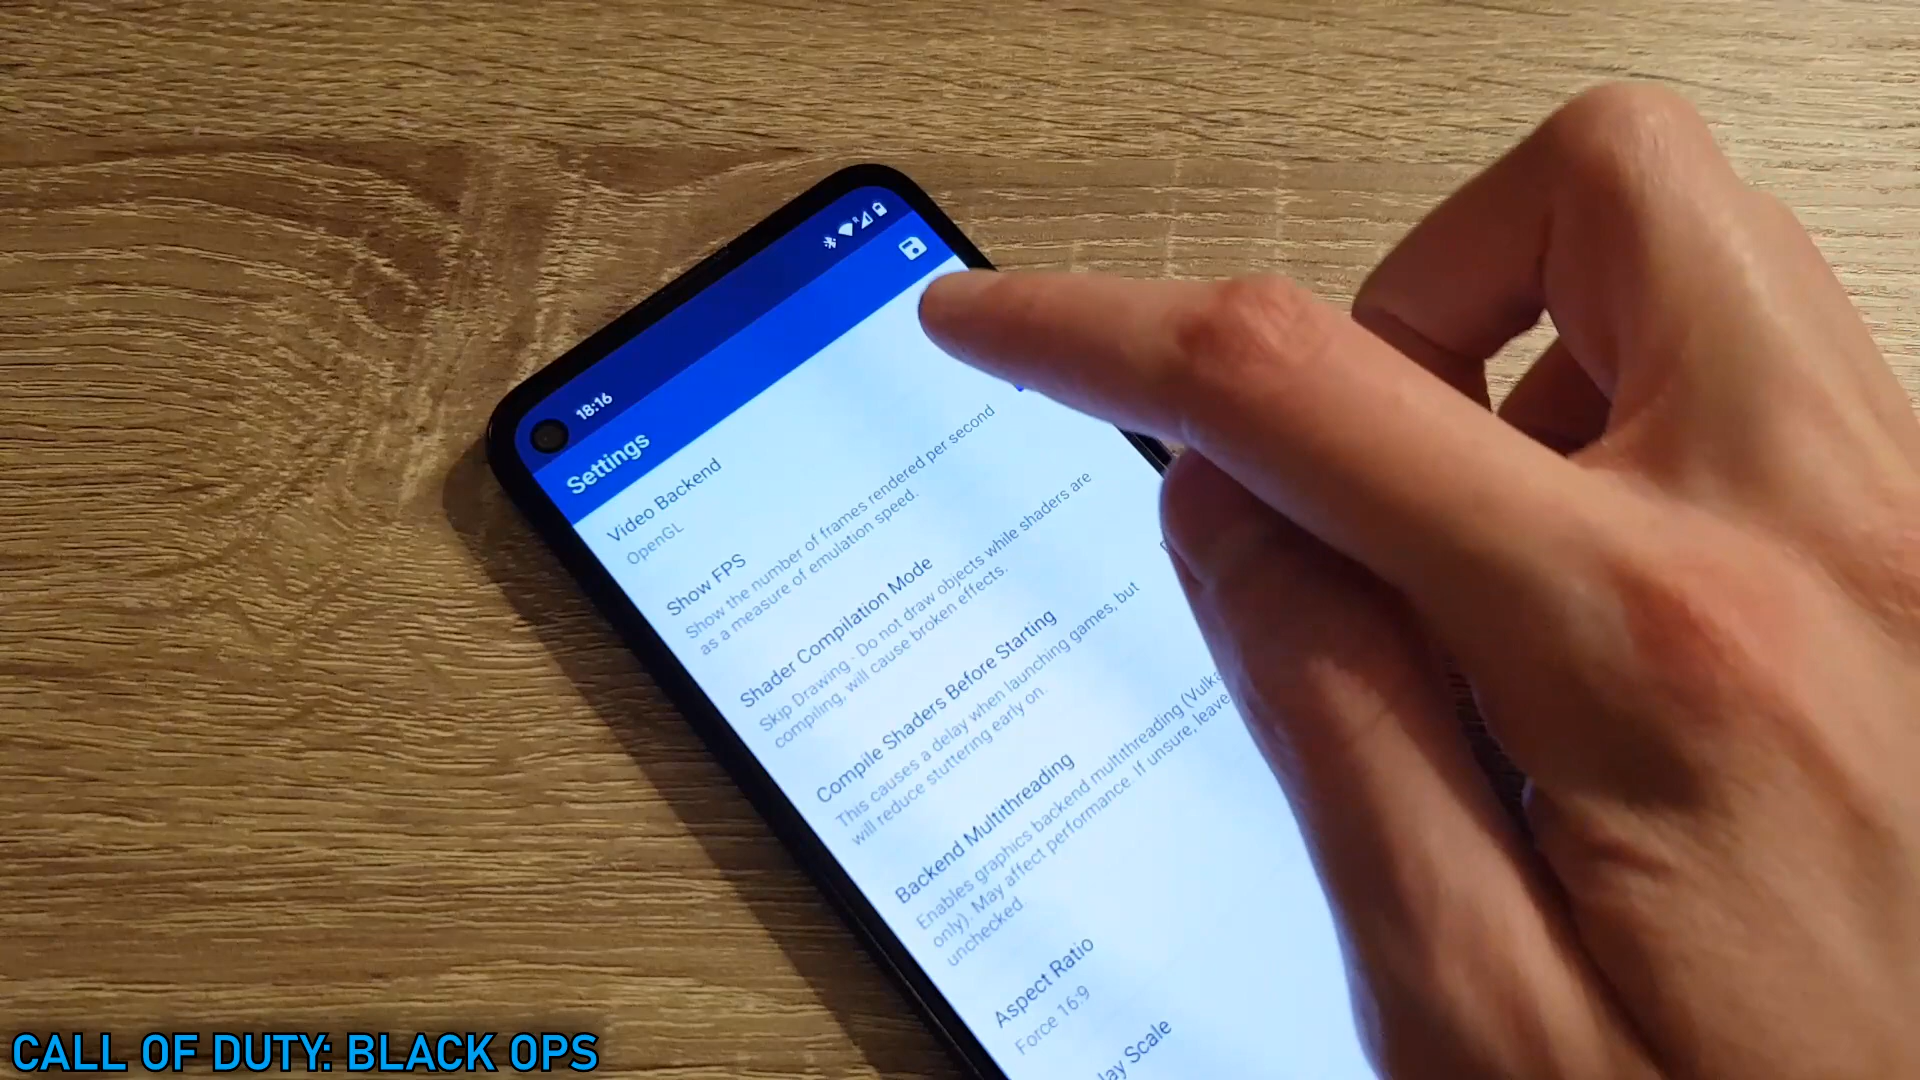 18:16
R
Settings
Video Backend
OpenGL
Show FPS
Show the number of frames rendered per second
as a measure of emulation speed.
Shader Compilation Mode
Skip Drawing - Do not draw objects while shaders are
compiling, will cause broken effects.
Compile Shaders Before Starting
This causes a delay when launching games, but
will reduce stuttering early on.
Backend Multithreading
Enables graphics backend multithreading (Vulka
only). May affect performance. If unsure, leave
unchecked.
Aspect Ratio
Force 16:9
lay Scale
CALL OF DUTY: BLACK OPS